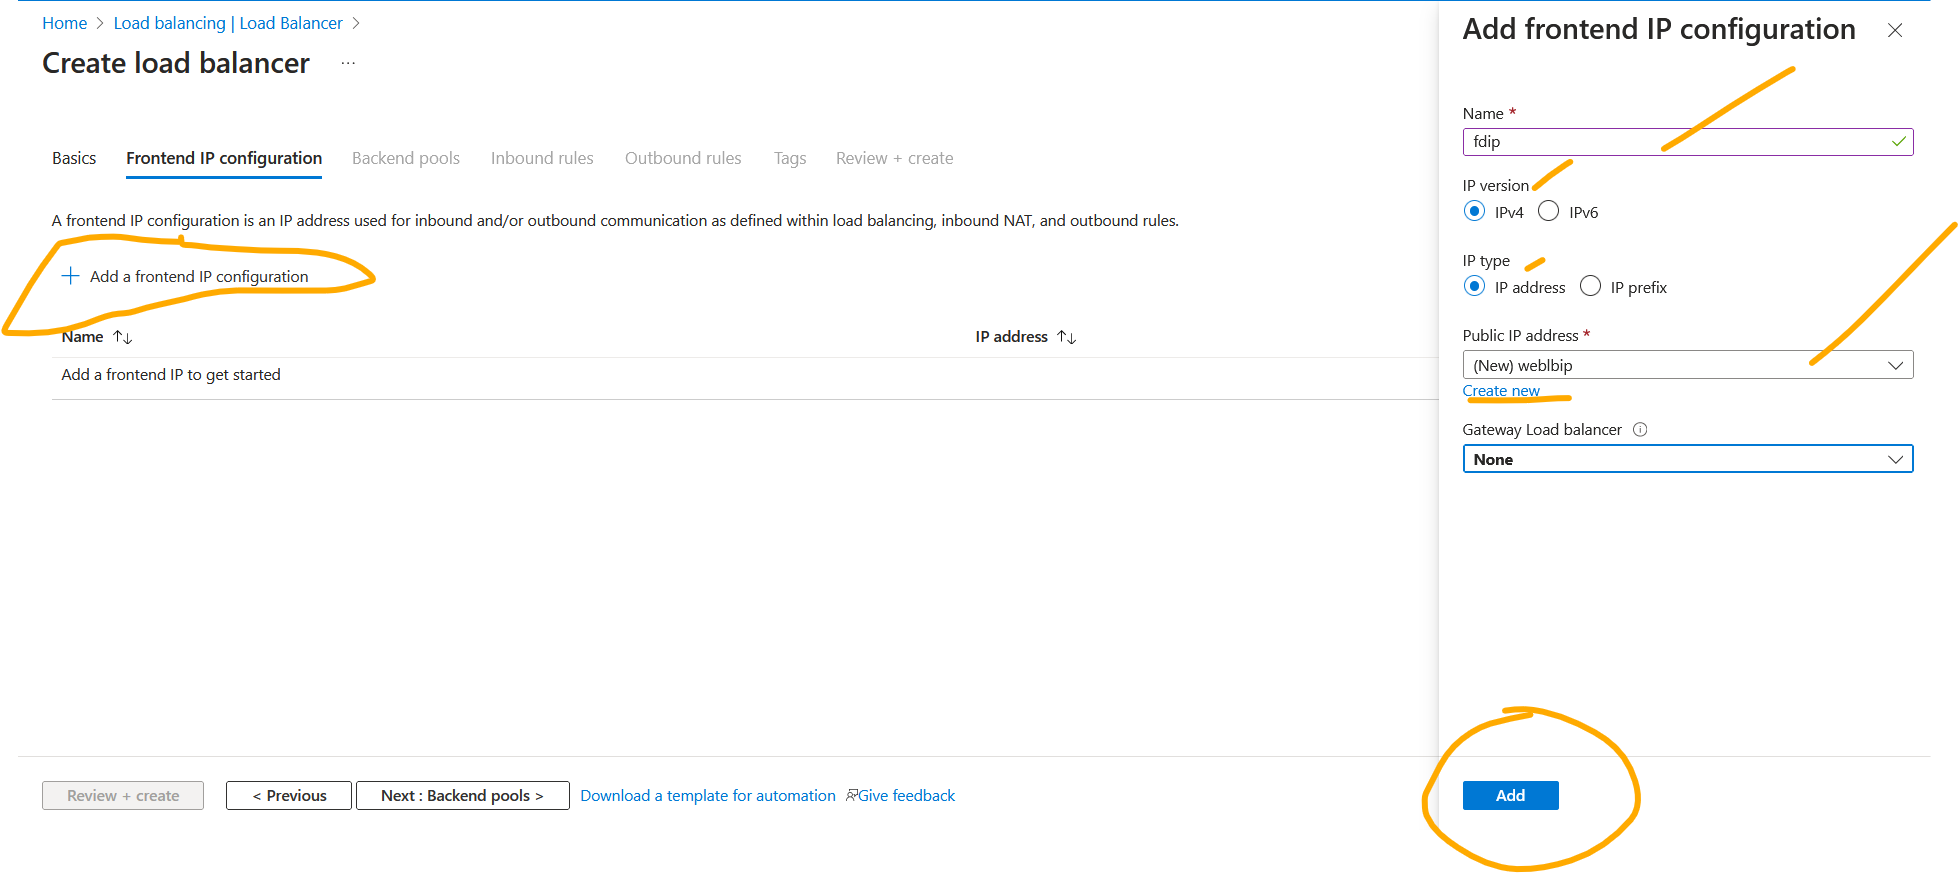 Home > Load balancing | Load Balancer >
Create load balancer ...
Basics Frontend IP configuration Backend pools Inbound rules Outbound rules Tags Review + create
A frontend IP configuration is an IP address used for inbound and/or outbound communication as defined within load balancing, inbound NAT, and outbound rules.
+ Add a frontend IP configuration
Name ↑↓ IP address ↑↓
Add a frontend IP to get started
Review + create < Previous Next : Backend pools > Download a template for automation Give feedback
Add frontend IP configuration
Name *
fdip
IP version
IPv4 IPv6
IP type
IP address IP prefix
Public IP address *
(New) weblbip
Create new
Gateway Load balancer
None
Add